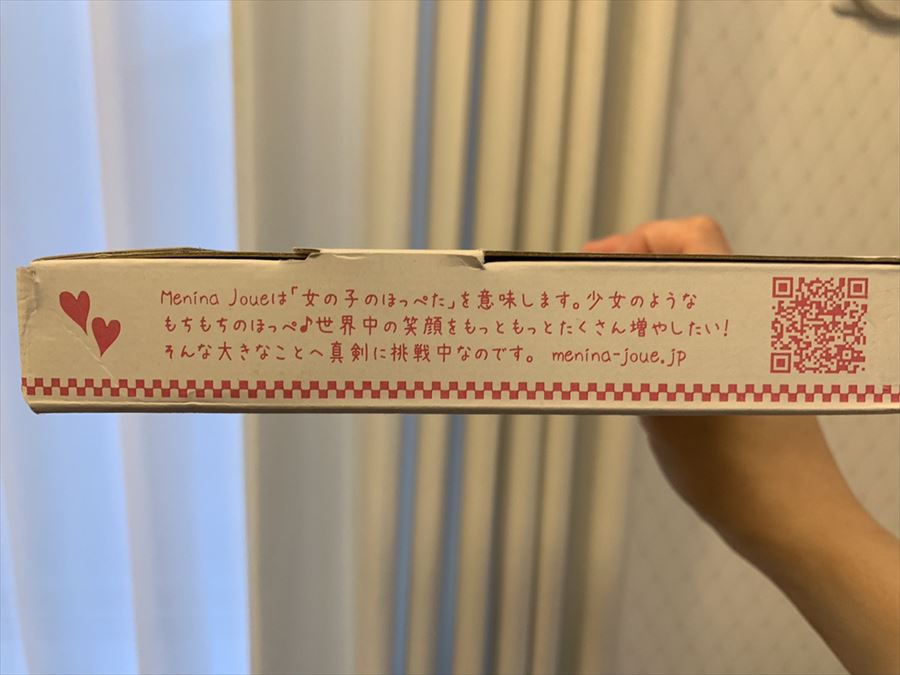 Menina Joueは「女の子のほっぺた」を意味します。少女のような
もちもちのほっぺ♪世界中の笑顔をもっともっとたくさん増やしたい!
そんな大きなことへ真剣に挑戦中なのです。 menina-joue.jp